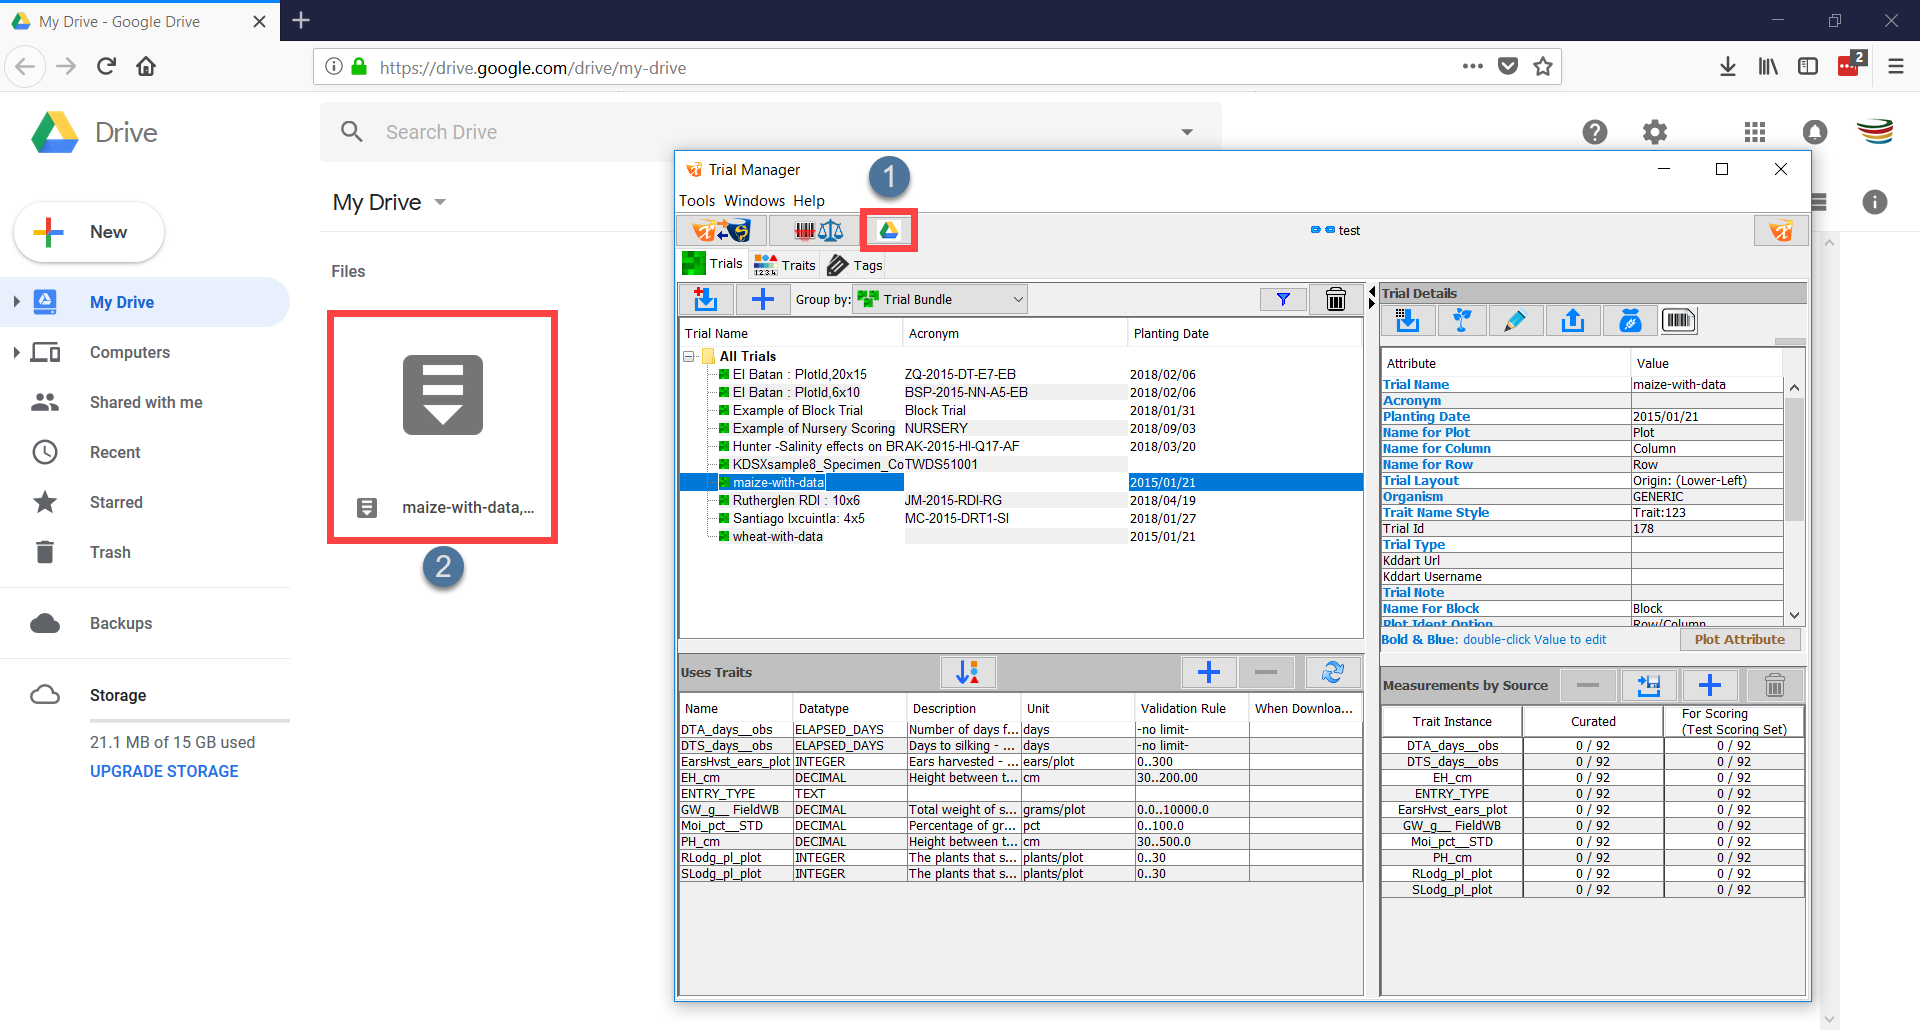 My Drive - Google Drive
https://drive.google.com/drive/my-drive
2
Drive
Search Drive
My Drive
New
Files
My Drive
Computers
Shared with me
Recent
Starred
Trash
Backups
Storage
21.1 MB of 15 GB used
UPGRADE STORAGE
maize-with-data,...
2
1
Trial Manager
Tools Windows Help
test
Trials Traits Tags
Group by: Trial Bundle
Trial Name Acronym Planting Date
All Trials
El Batan : PlotId,20x15 ZQ-2015-DT-E7-EB 2018/02/06
El Batan : PlotId,6x10 BSP-2015-NN-A5-EB 2018/02/06
Example of Block Trial Block Trial 2018/01/31
Example of Nursery Scoring NURSERY 2018/09/03
Hunter -Salinity effects on BR AK-2015-HI-Q17-AF 2018/03/20
KDSXsample8_Specimen_Co TWDS51001
maize-with-data 2015/01/21
Rutherglen RDI : 10x6 JM-2015-RDI-RG 2018/04/19
Santiago Ixcuintla: 4x5 MC-2015-DRT1-SI 2018/01/27
wheat-with-data 2015/01/21
Trial Details
Attribute Value
Trial Name maize-with-data
Acronym
Planting Date 2015/01/21
Name for Plot Plot
Name for Column Column
Name for Row Row
Trial Layout Origin: (Lower-Left)
Organism GENERIC
Trait Name Style Trait:123
Trial Id 178
Trial Type
Kddart Url
Kddart Username
Trial Note
Name For Block Block
Plot Ident Option Row/Column
Bold & Blue: double-click Value to edit Plot Attribute
Uses Traits
Name Datatype Description Unit Validation Rule When Downloa...
DTA_days__obs ELAPSED_DAYS Number of days f... days -no limit-
DTS_days__obs ELAPSED_DAYS Days to silking - ... days -no limit-
EarsHvst_ears_plot INTEGER Ears harvested - ... ears/plot 0..300
EH_cm DECIMAL Height between t... cm 30..200.00
ENTRY_TYPE TEXT
GW_g__ FieldWB DECIMAL Total weight of s... grams/plot 0.0..10000.0
Moi_pct__STD DECIMAL Percentage of gr... pct 0..100.0
PH_cm DECIMAL Height between t... cm 30..500.0
RLodg_pl_plot INTEGER The plants that s... plants/plot 0..30
SLodg_pl_plot INTEGER The plants that s... plants/plot 0..30
Measurements by Source
Trait Instance Curated For Scoring
(Test Scoring Set)
DTA_days__obs 0 / 92 0 / 92
DTS_days__obs 0 / 92 0 / 92
EH_cm 0 / 92 0 / 92
ENTRY_TYPE 0 / 92 0 / 92
EarsHvst_ears_plot 0 / 92 0 / 92
GW_g__ FieldWB 0 / 92 0 / 92
Moi_pct__STD 0 / 92 0 / 92
PH_cm 0 / 92 0 / 92
RLodg_pl_plot 0 / 92 0 / 92
SLodg_pl_plot 0 / 92 0 / 92